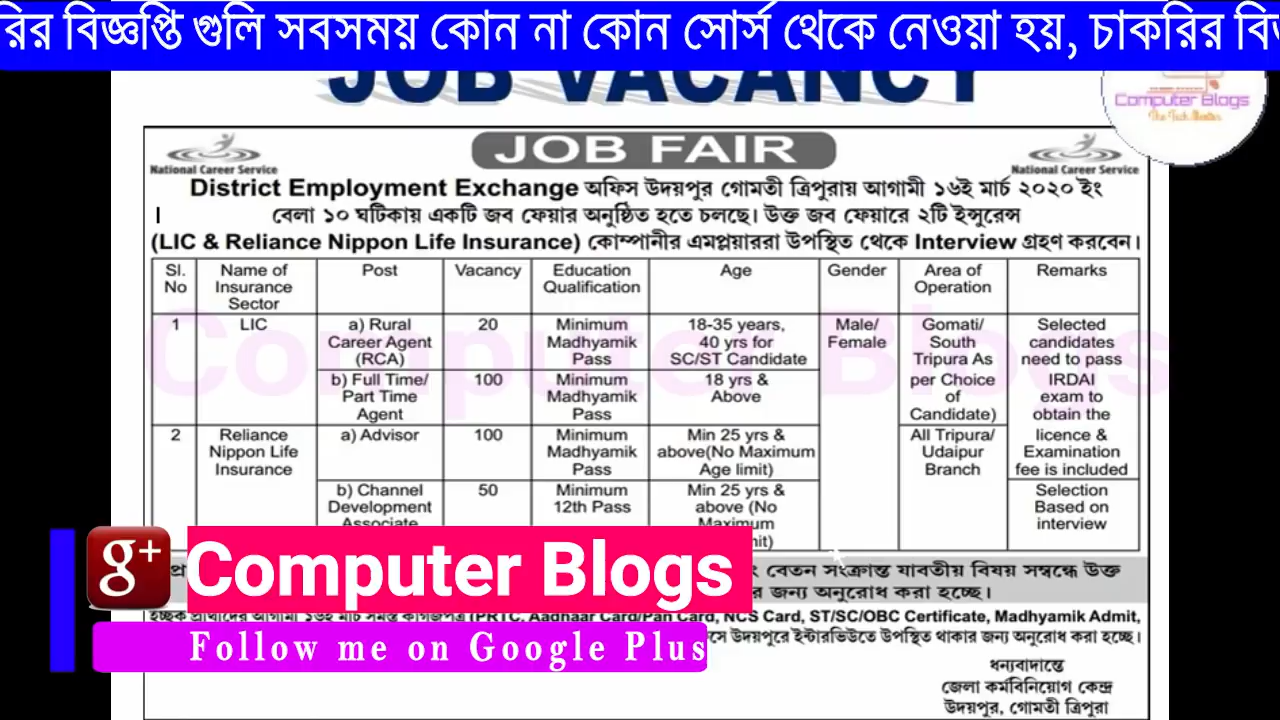 রির বিজ্ঞপ্তি গুলি সবসময় কোন না কোন সোর্স থেকে নেওয়া হয়, চাকরির
JOB VACANCY
Computer Blogs
The Tech Mentor
JOB FAIR
National Career Service
National Career Service
District Employment Exchange অফিস উদয়পুর গোমতী ত্রিপুরায় আগামী ১৬ই মার্চ ২০২০ ইং
বেলা ১০ ঘটিকায় একটি জব ফেয়ার অনুষ্ঠিত হতে চলছে। উক্ত জব ফেয়ারে ২টি ইন্সুরেন্স
(LIC & Reliance Nippon Life Insurance) কোম্পানীর এমপ্লয়াররা উপস্থিত থেকে Interview গ্রহণ করবেন।
Sl. No Name of Insurance Sector Post Vacancy Education Qualification Age Gender Area of Operation Remarks
1 LIC a) Rural Career Agent (RCA) 20 Minimum Madhyamik Pass 18-35 years, 40 yrs for SC/ST Candidate Male/ Female Gomati/ South Tripura As per Choice of Candidate) Selected candidates need to pass IRDAI exam to obtain the licence & Examination fee is included
b) Full Time/ Part Time Agent 100 Minimum Madhyamik Pass 18 yrs & Above
2 Reliance Nippon Life Insurance a) Advisor 100 Minimum Madhyamik Pass Min 25 yrs & above(No Maximum Age limit) All Tripura/ Udaipur Branch
b) Channel Development Associate 50 Minimum 12th Pass Min 25 yrs & above (No Maximum Selection Based on interview
g+
Computer Blogs
Follow me on Google Plus
বেতন সংক্রান্ত যাবতীয় বিষয় সম্বন্ধে উক্ত
জন্য অনুরোধ করা হচ্ছে।
আগামী ১৬ই মার্চ সমস্ত কাগজপত্র (PRTC, Aadhaar Card/Pan Card, NCS Card, ST/SC/OBC Certificate, Madhyamik Admit,
উদয়পুরে ইন্টারভিউতে উপস্থিত থাকার জন্য অনুরোধ করা হচ্ছে।
ধন্যবাদান্তে
জেলা কর্মবিনিয়োগ কেন্দ্র
উদয়পুর, গোমতী ত্রিপুরা